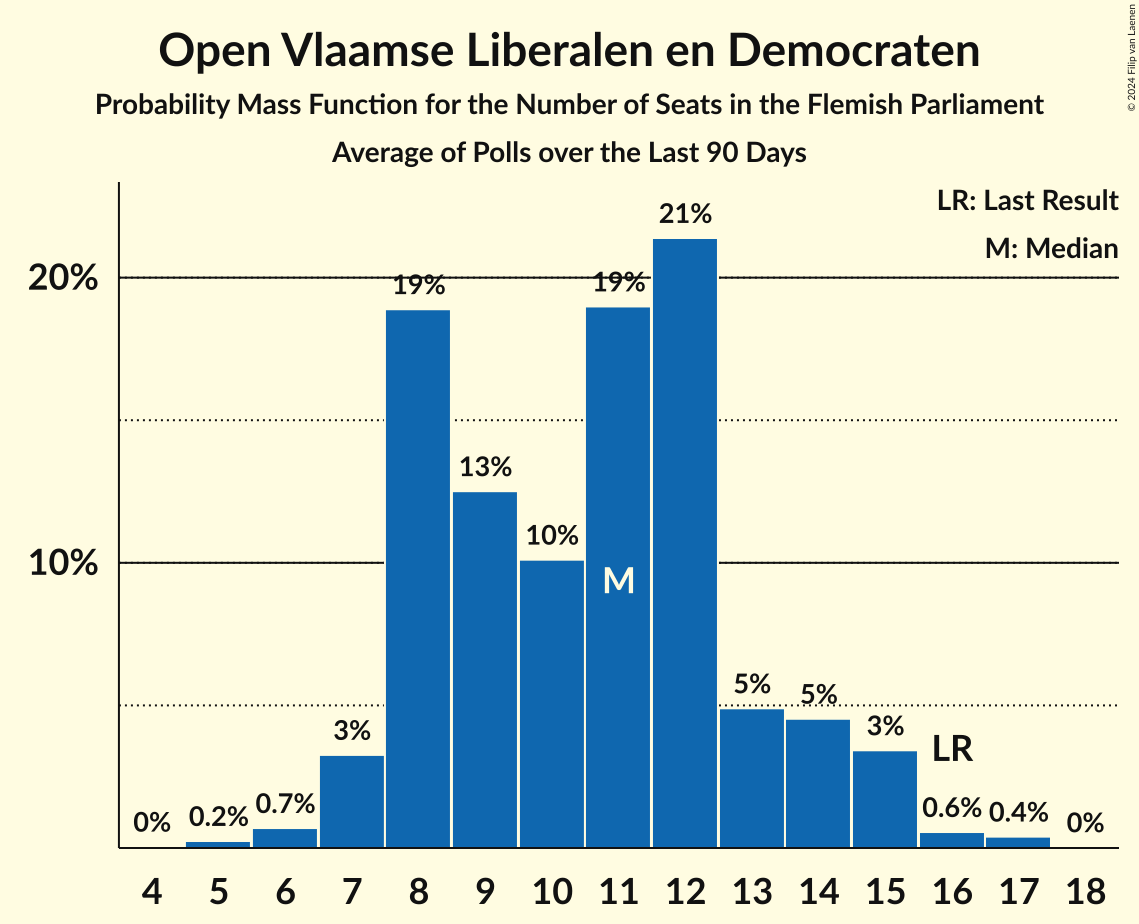 Open Vlaamse Liberalen en Democraten
Probability Mass Function for the Number of Seats in the Flemish Parliament
Average of Polls over the Last 90 Days
© 2024 Filip van Laenen
LR: Last Result
M: Median
20%
10%
0%
0.2%
0.7%
3%
19%
13%
10%
19%
21%
5%
5%
3%
0.6%
0.4%
0%
M
LR
4 5 6 7 8 9 10 11 12 13 14 15 16 17 18